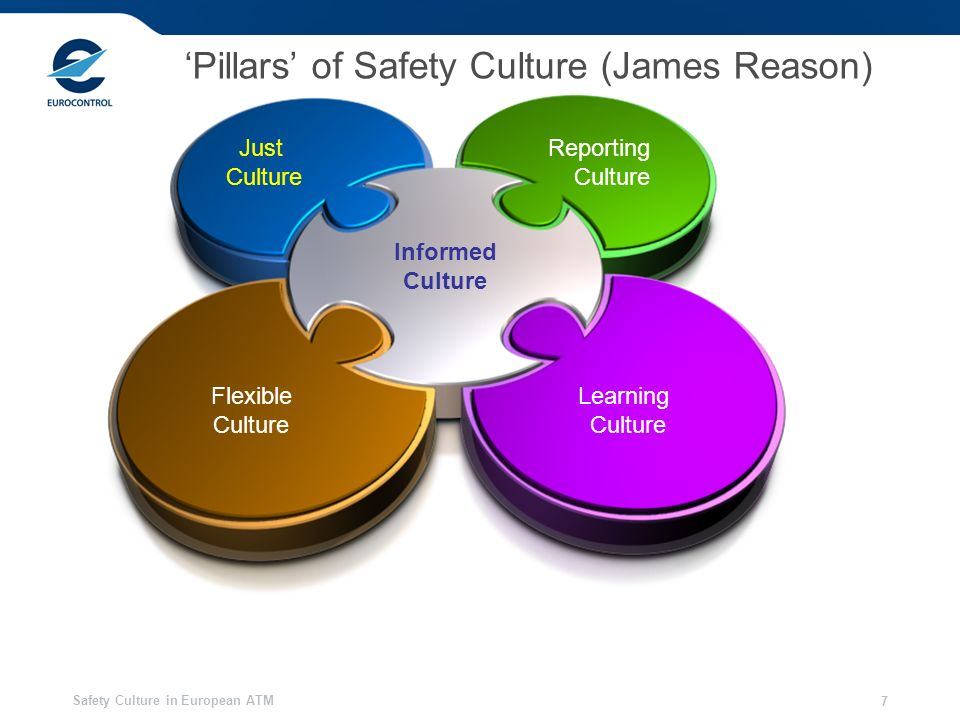 ‘Pillars’ of Safety Culture (James Reason)
EUROCONTROL
Just
Culture
Reporting
Culture
Informed
Culture
Flexible
Culture
Learning
Culture
Safety Culture in European ATM
7